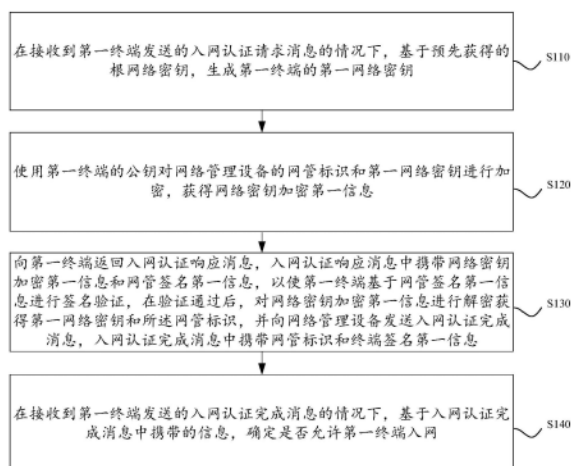 在接收到第一终端发送的入网认证请求消息的情况下，基于预先获得的
根网络密钥，生成第一终端的第一网络密钥
S110
使用第一终端的公钥对网络管理设备的网管标识和第一网络密钥进行加
密，获得网络密钥加密第一信息
S120
向第一终端返回入网认证响应消息，入网认证响应消息中携带网络密钥
加密第一信息和网管签名第一信息，以使第一终端基于网管签名第一信
息进行签名验证，在验证通过后，对网络密钥加密第一信息进行解密获
得第一网络密钥和所述网管标识，并向网络管理设备发送入网认证完成
消息，入网认证完成消息中携带网管标识和终端签名第一信息
S130
在接收到第一终端发送的入网认证完成消息的情况下，基于入网认证完
成消息中携带的信息，确定是否允许第一终端入网
S140